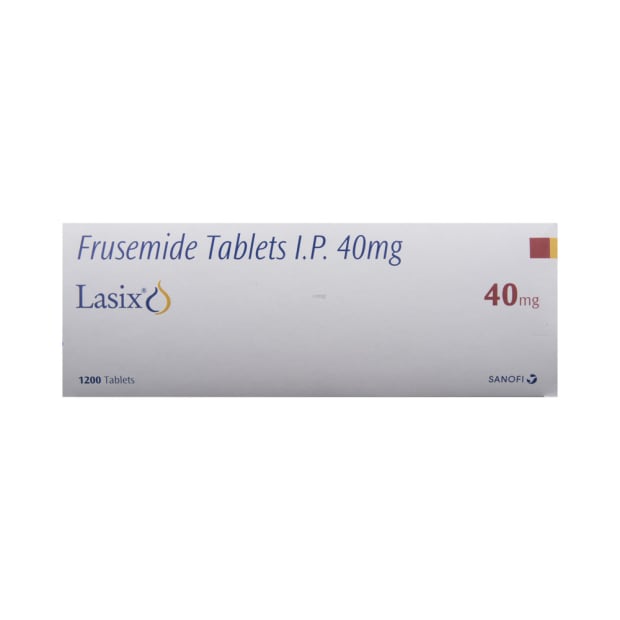 Frusemide Tablets I.P. 40mg
Lasix®
40mg
1200 Tablets
SANOFI